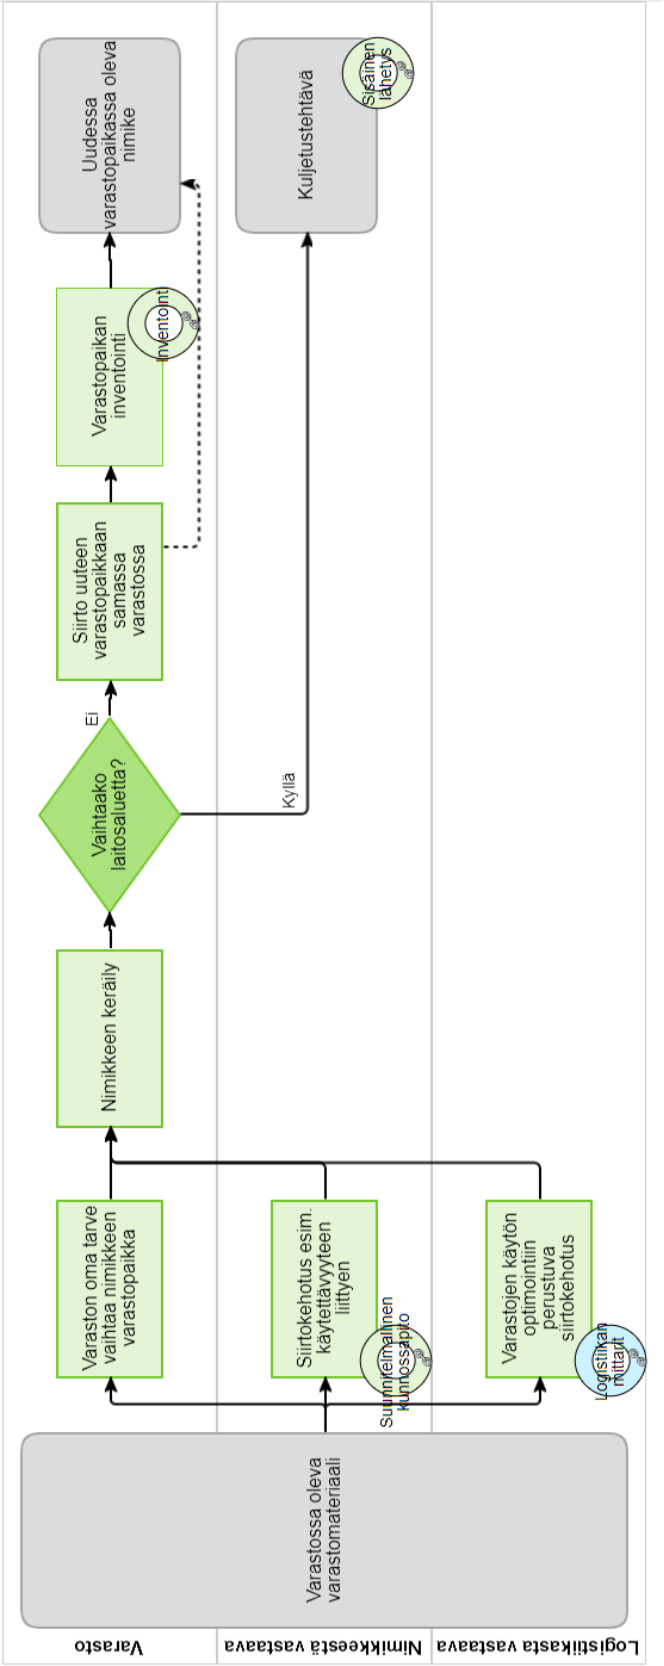 Varasto
Nimikkeestä vastaava
Logistiikasta vastaava
Varastossa oleva
varastomateriaali
Varaston oma tarve
vaihtaa nimikkeen
varastopaikka
Siirtokehotus esim.
käytettävyyteen
liittyen
Suunnitelmallinen
kunnossapito
Varastojen käytön
optimointiin
perustuva
siirtokehotus
Logistiikan
mittarit
Nimikkeen keräily
Vaihtaako
laitosaluetta?
Ei
Kyllä
Siirto uuteen
varastopaikkaan
samassa
varastossa
Varastopaikan
inventointi
Inventointi
Uudessa
varastopaikassa oleva
nimike
Kuljetustehtävä
Sisäinen
lähetys